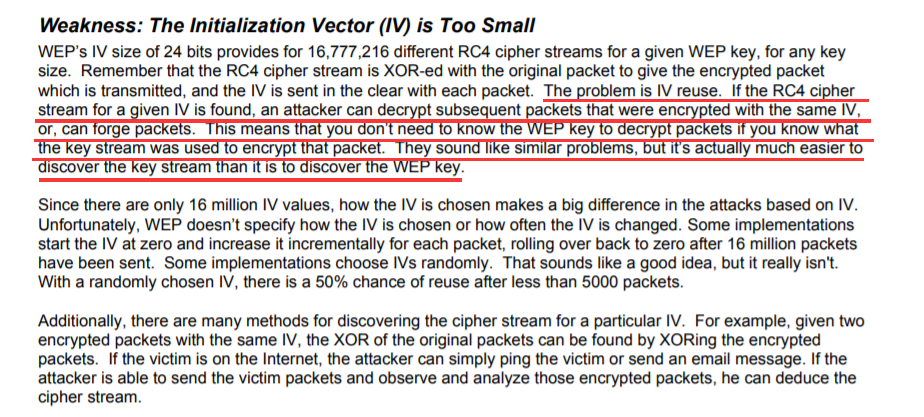 Weakness: The Initialization Vector (IV) is Too Small
WEP's IV size of 24 bits provides for 16,777,216 different RC4 cipher streams for a given WEP key, for any key
size.  Remember that the RC4 cipher stream is XOR-ed with the original packet to give the encrypted packet
which is transmitted, and the IV is sent in the clear with each packet.  The problem is IV reuse.  If the RC4 cipher
stream for a given IV is found, an attacker can decrypt subsequent packets that were encrypted with the same IV,
or, can forge packets.  This means that you don't need to know the WEP key to decrypt packets if you know what
the key stream was used to encrypt that packet.  They sound like similar problems, but it's actually much easier to
discover the key stream than it is to discover the WEP key.
Since there are only 16 million IV values, how the IV is chosen makes a big difference in the attacks based on IV.
Unfortunately, WEP doesn't specify how the IV is chosen or how often the IV is changed. Some implementations
start the IV at zero and increase it incrementally for each packet, rolling over back to zero after 16 million packets
have been sent.  Some implementations choose IVs randomly.  That sounds like a good idea, but it really isn't.
With a randomly chosen IV, there is a 50% chance of reuse after less than 5000 packets.
Additionally, there are many methods for discovering the cipher stream for a particular IV.  For example, given two
encrypted packets with the same IV, the XOR of the original packets can be found by XORing the encrypted
packets.  If the victim is on the Internet, the attacker can simply ping the victim or send an email message. If the
attacker is able to send the victim packets and observe and analyze those encrypted packets, he can deduce the
cipher stream.